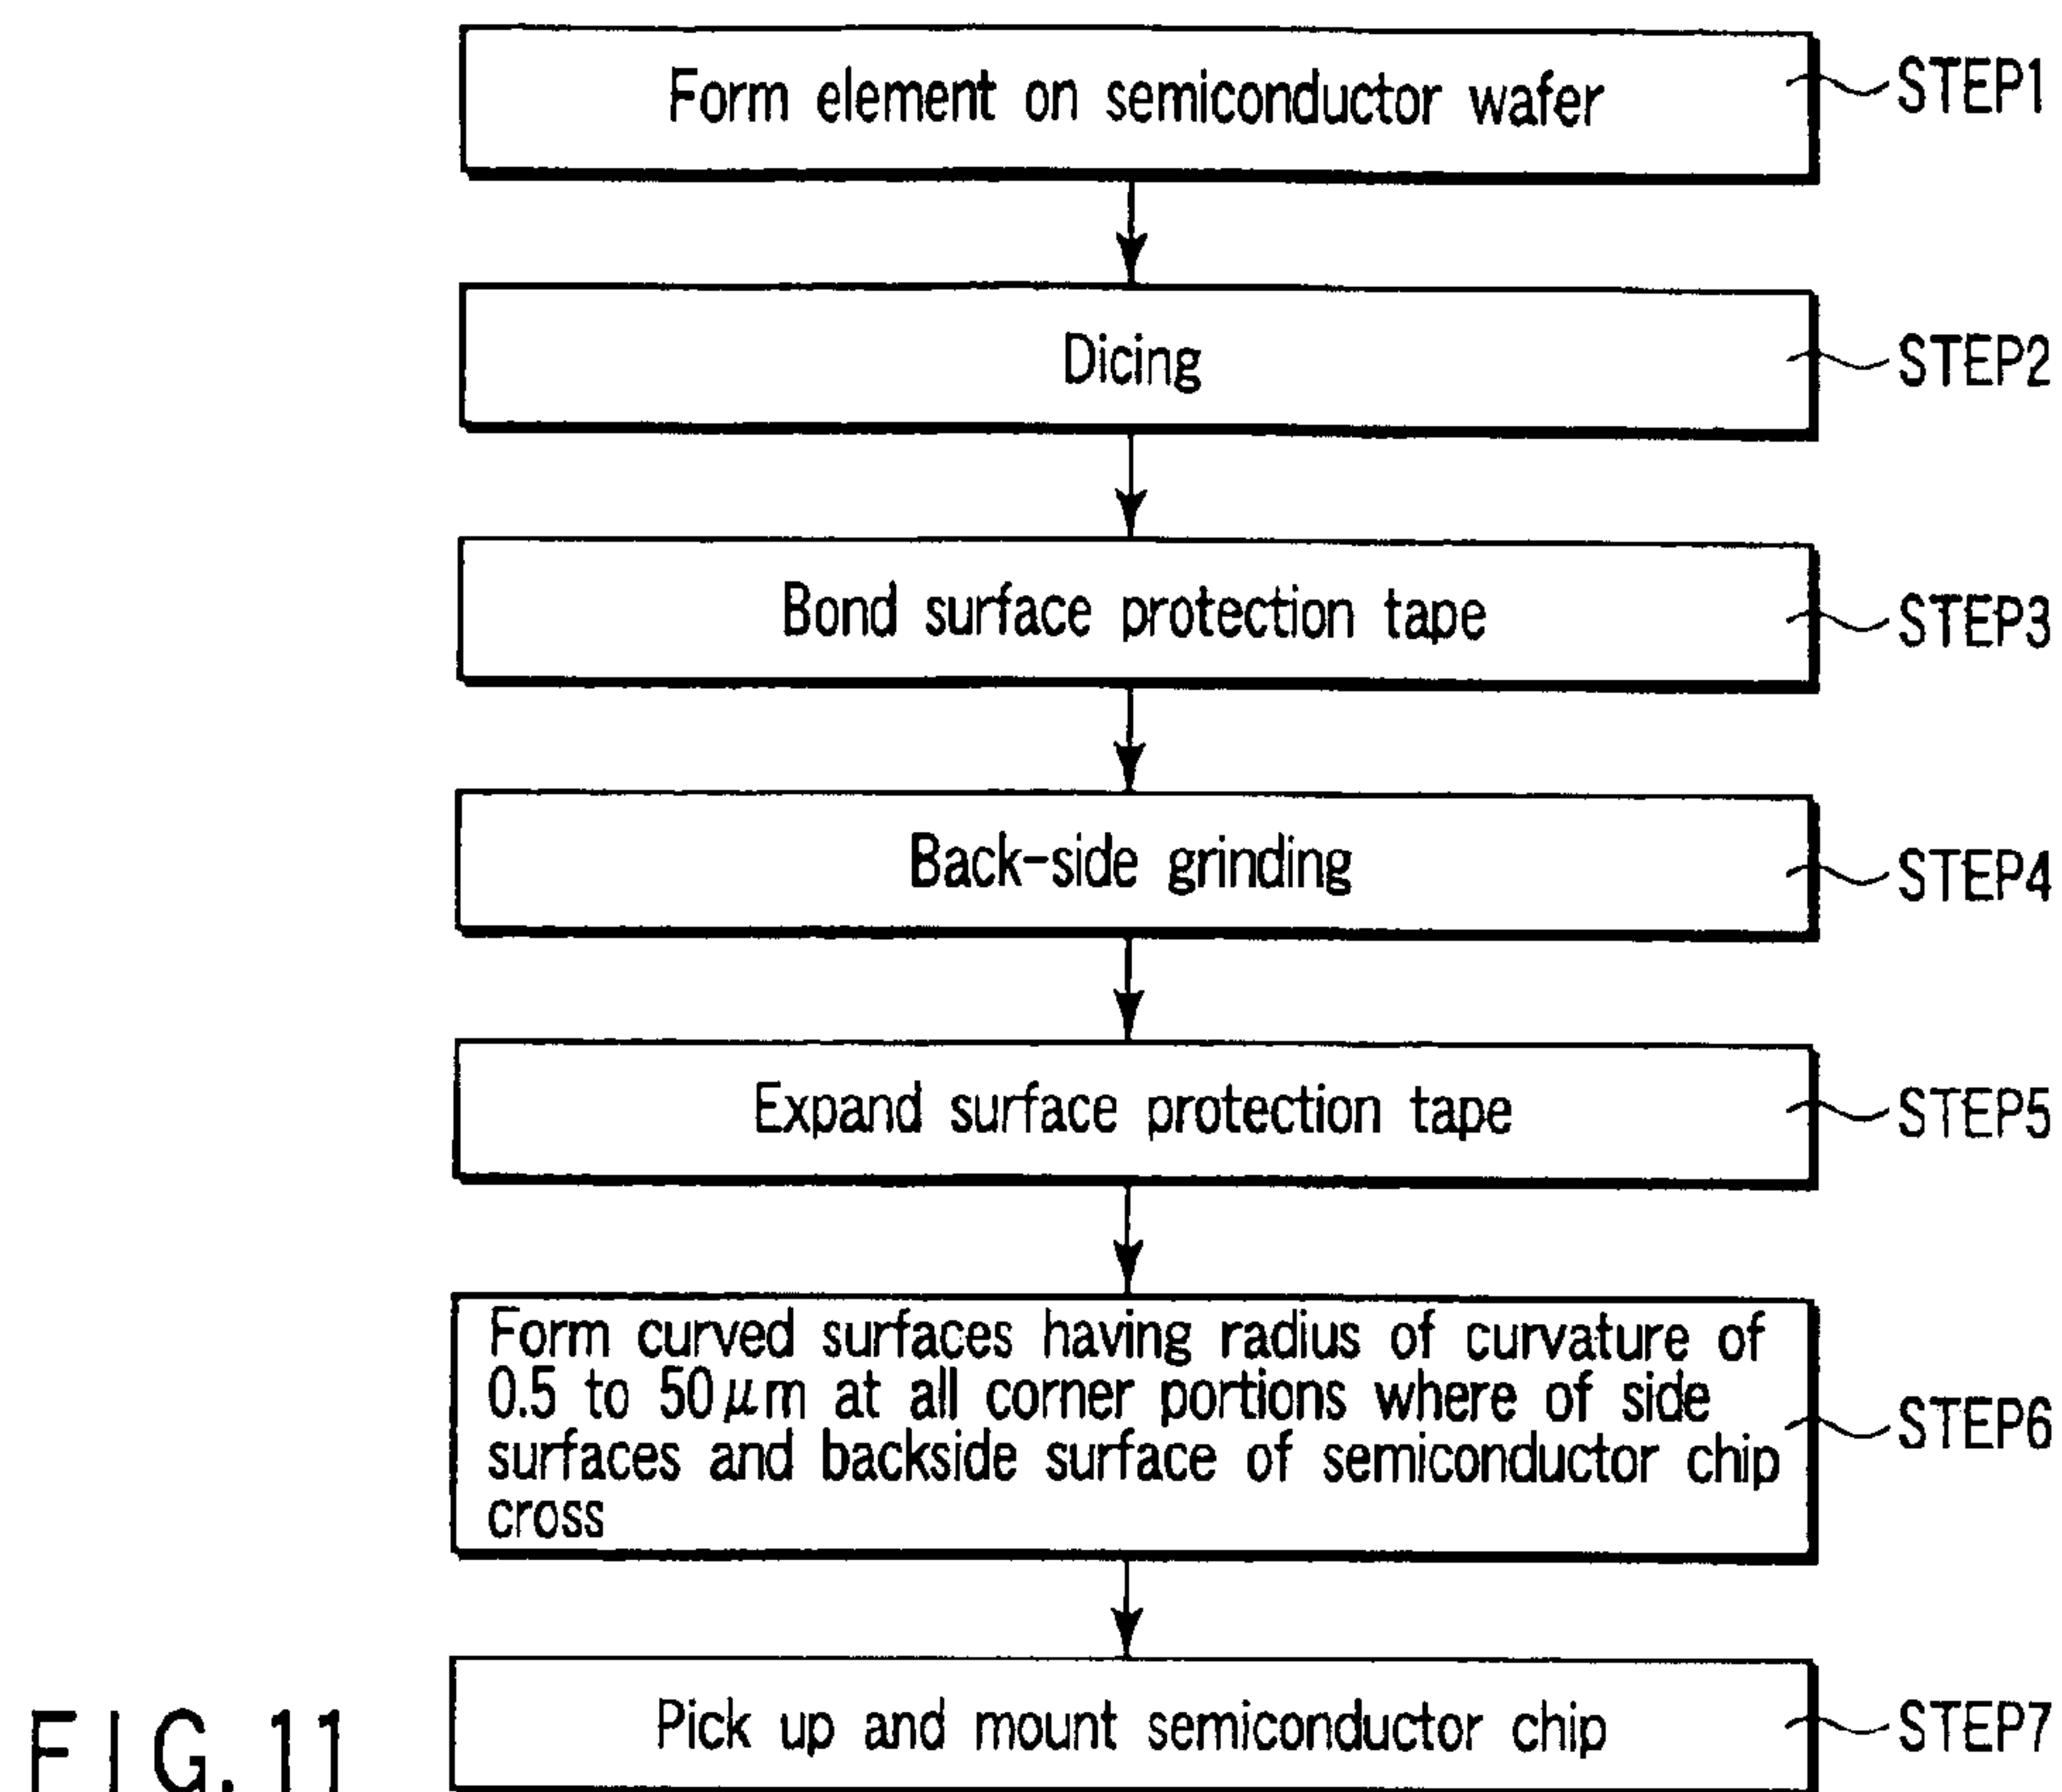 Form element on semiconductor wafer
STEP1
Dicing
STEP2
Bond surface protection tape
STEP3
Back-side grinding
STEP4
Expand surface protection tape
STEP5
Form curved surfaces having radius of curvature of
0.5 to 50μm at all corner portions where of side
surfaces and backside surface of semiconductor chip
cross
STEP6
Pick up and mount semiconductor chip
STEP7
FIG. 11